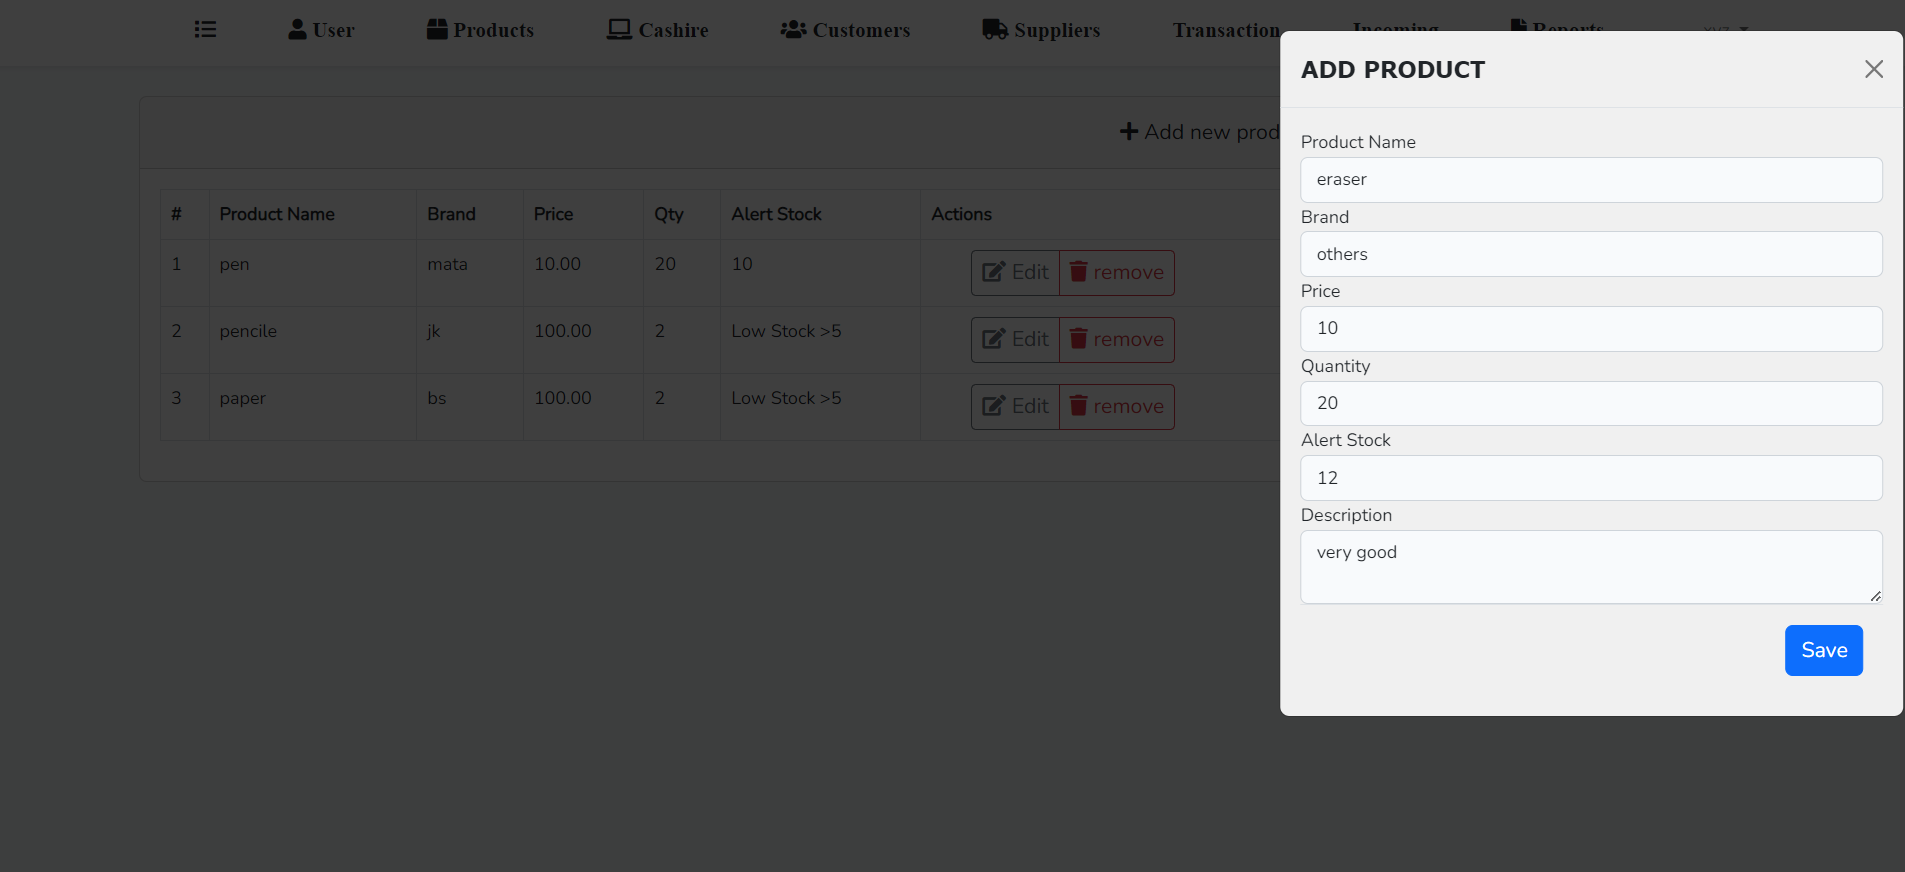 User Products Cashire Customers Suppliers Transaction Incoming Reports
ADD PRODUCT
Add new prod
# Product Name Brand Price Qty Alert Stock Actions
1 pen mata 10.00 20 10 Edit remove
2 pencile jk 100.00 2 Low Stock >5 Edit remove
3 paper bs 100.00 2 Low Stock >5 Edit remove
Product Name
eraser
Brand
others
Price
10
Quantity
20
Alert Stock
12
Description
very good
Save